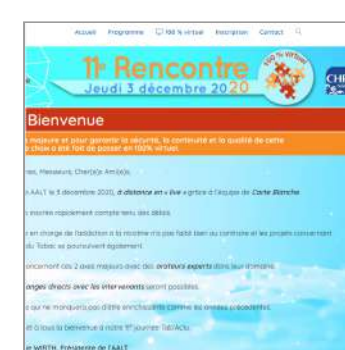 Accueil Programme 100 % virtuel Inscription Contact
11e Rencontre
Jeudi 3 décembre 2020
100 % VIRTUEL
CHR
Bienvenue
majeure et pour garantir la sécurité, la continuité et la qualité de cette
choix a été fait de passer en 100% virtuel.
Messieurs, Cher(e)s Ami(e)s,
AALT le 3 décembre 2020, à distance en « live » grâce à l'équipe de Carte Blanche
inscrire rapidement compte tenu des délais.
en charge de l'addiction à la nicotine n'a pas faibli bien au contraire et les projets concernant
du Tabac se poursuivent également.
concernant ces 2 axes majeurs avec des orateurs experts dans leur domaine.
anges directs avec les intervenants seront possibles.
qui ne manquera pas d'être enrichissante comme les années précédentes.
et à tous la bienvenue à notre 11e journée Tab'Actu.
WIRTH, Présidente de l'AALT